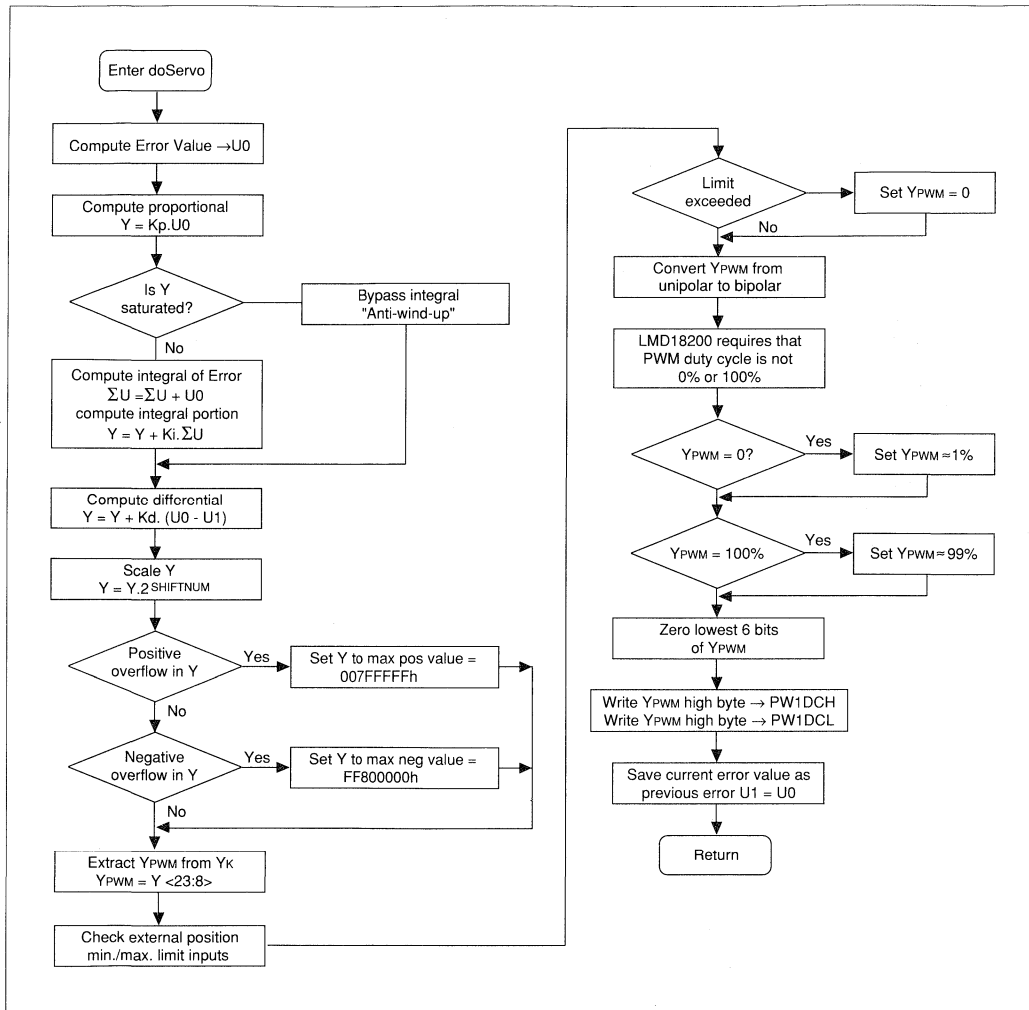 Enter doServo
Compute Error Value →U0
Compute proportional
Y = Kp.U0
Is Y
saturated?
Bypass integral
"Anti-wind-up"
No
Compute integral of Error
ΣU =ΣU + U0
compute integral portion
Y = Y + Ki.ΣU
Compute differential
Y = Y + Kd. (U0 - U1)
Scale Y
Y = Y.2SHIFTNUM
Positive
overflow in Y
Yes
Set Y to max pos value =
007FFFFFh
No
Negative
overflow in Y
Yes
Set Y to max neg value =
FF800000h
No
Extract YPWM from YK
YPWM = Y <23:8>
Check external position
min./max. limit inputs
Limit
exceeded
Set YPWM = 0
No
Convert YPWM from
unipolar to bipolar
LMD18200 requires that
PWM duty cycle is not
0% or 100%
YPWM = 0?
Yes
Set YPWM ≈1%
YPWM = 100%
Yes
Set YPWM≈99%
Zero lowest 6 bits
of YPWM
Write YPWM high byte → PW1DCH
Write YPWM high byte → PW1DCL
Save current error value as
previous error U1 = U0
Return